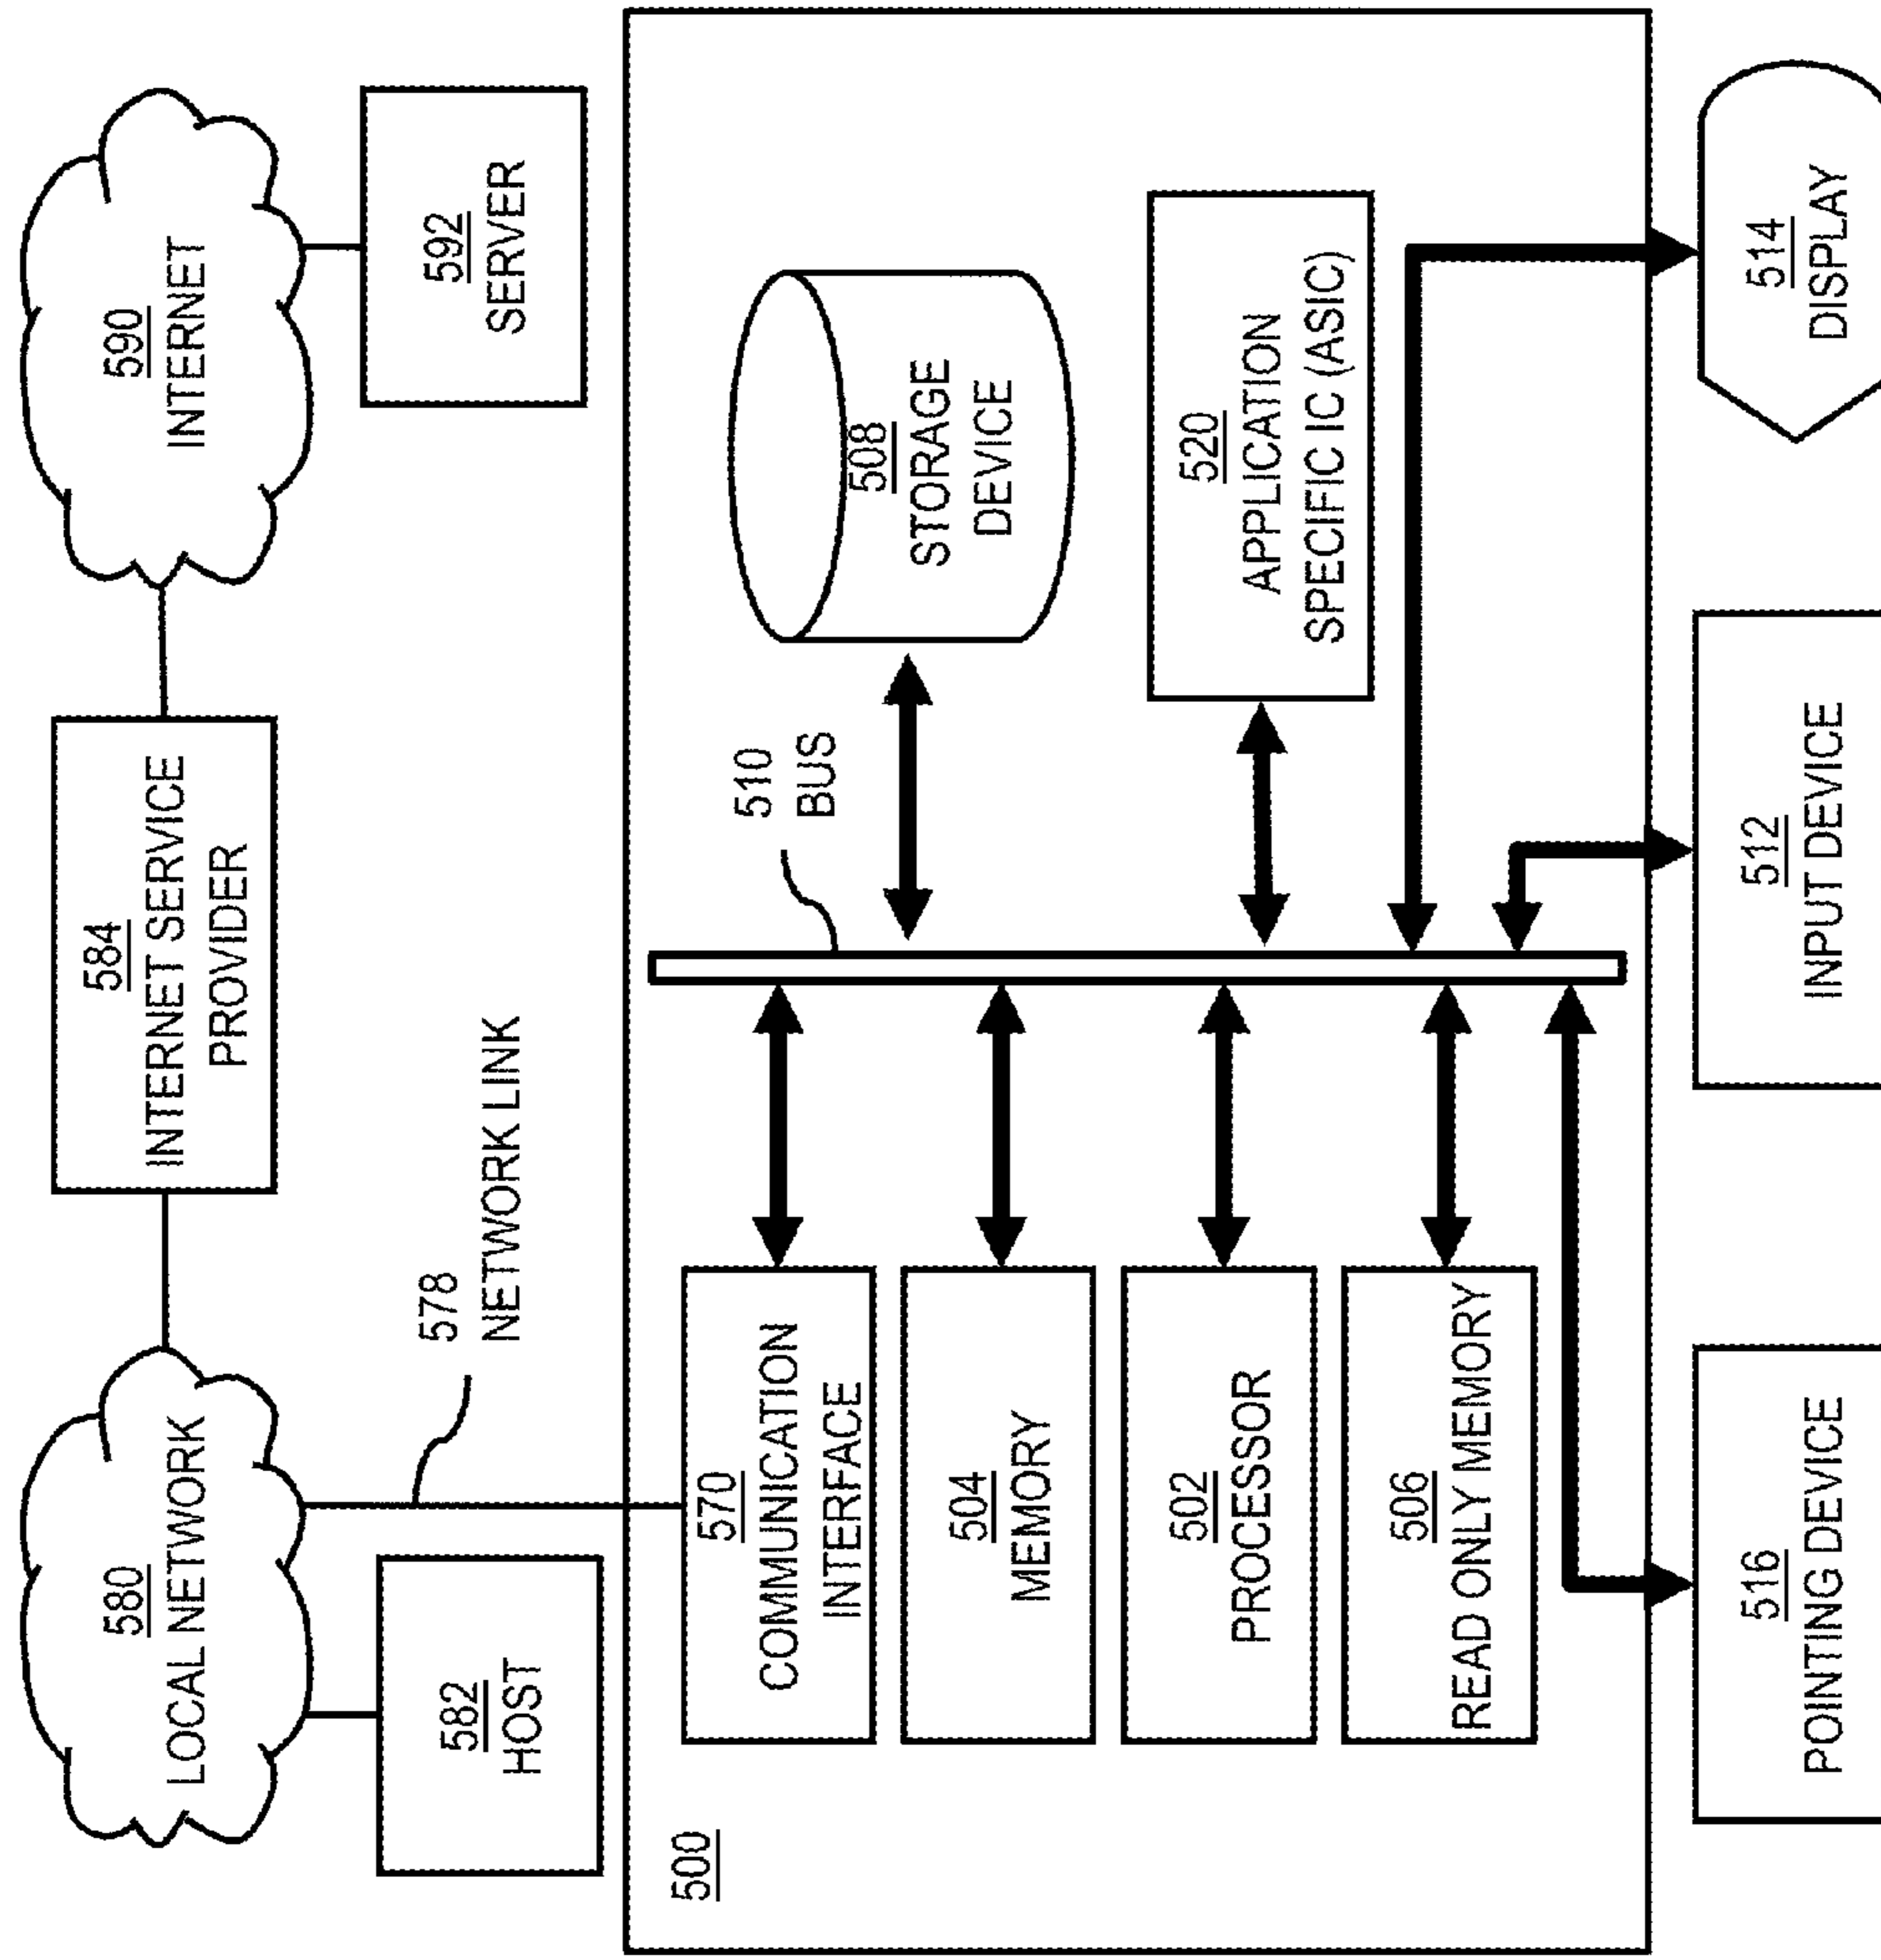 580
LOCAL NETWORK
584
INTERNET SERVICE
PROVIDER
590
INTERNET
582
HOST
578
NETWORK LINK
592
SERVER
500
570
COMMUNICATION
INTERFACE
504
MEMORY
502
PROCESSOR
506
READ ONLY MEMORY
510
BUS
508
STORAGE
DEVICE
520
APPLICATION
SPECIFIC IC (ASIC)
516
POINTING DEVICE
512
INPUT DEVICE
514
DISPLAY